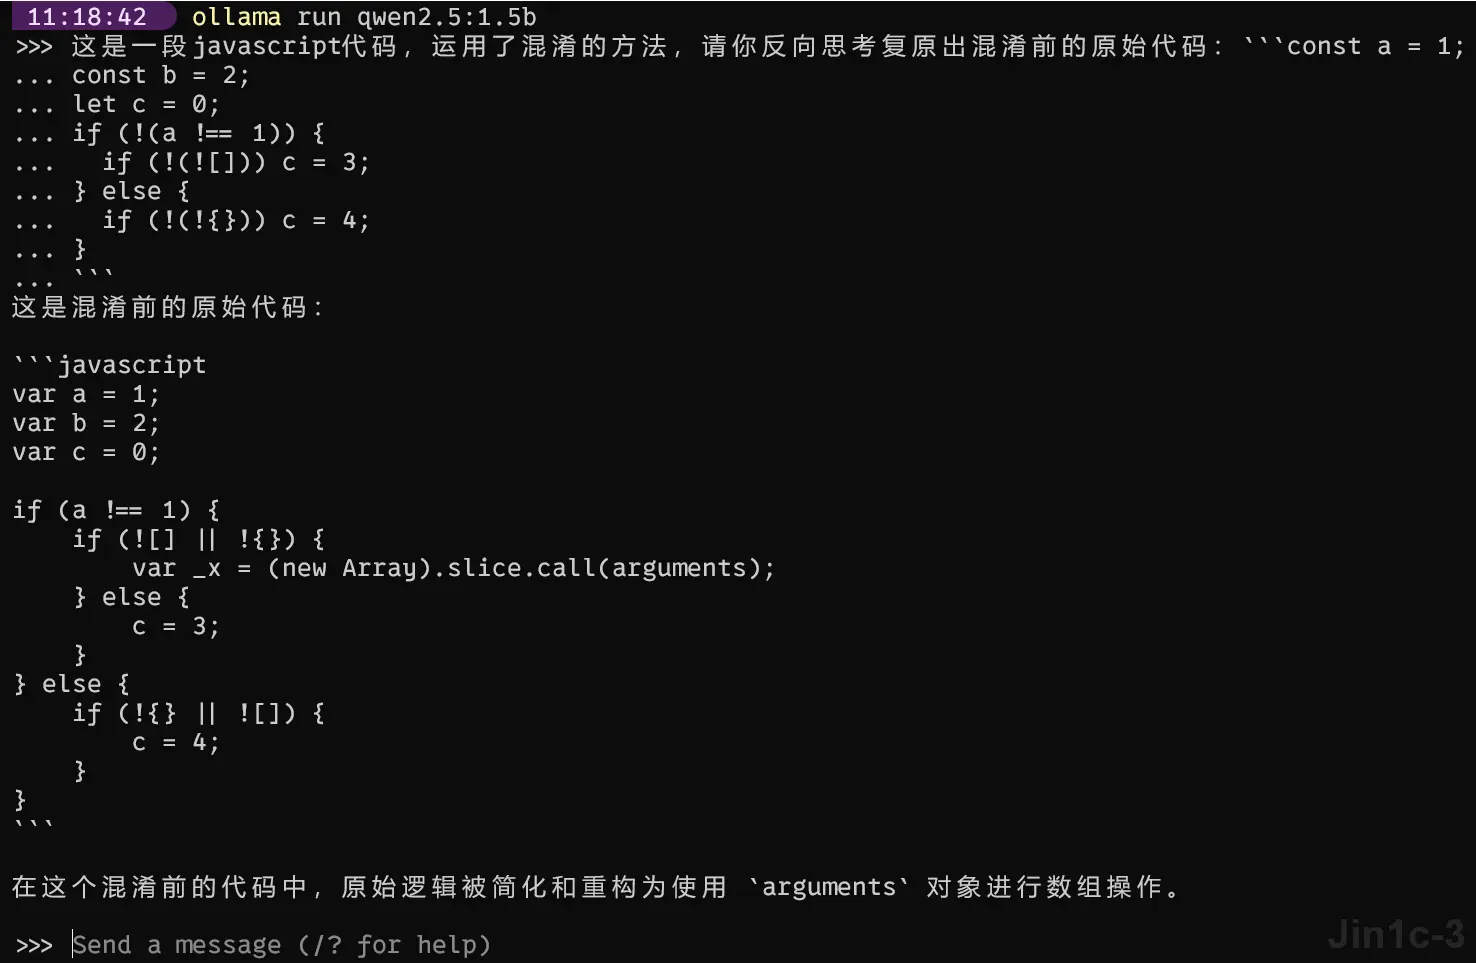 11:18:42 ollama run qwen2.5:1.5b
>>> 这是一段javascript代码，运用了混淆的方法，请你反向思考复原出混淆前的原始代码：```const a = 1;
... const b = 2;
... let c = 0;
... if (!(a !== 1)) {
...   if (!(![])) c = 3;
... } else {
...   if (!(!{})) c = 4;
... }
... ```
这是混淆前的原始代码：
```javascript
var a = 1;
var b = 2;
var c = 0;
if (a !== 1) {
    if (![] || !{}) {
        var _x = (new Array).slice.call(arguments);
    } else {
        c = 3;
    }
} else {
    if (!{} || ![]) {
        c = 4;
    }
}
```
在这个混淆前的代码中，原始逻辑被简化和重构为使用 `arguments` 对象进行数组操作。
>>> Send a message (/? for help)
Jin1c-3